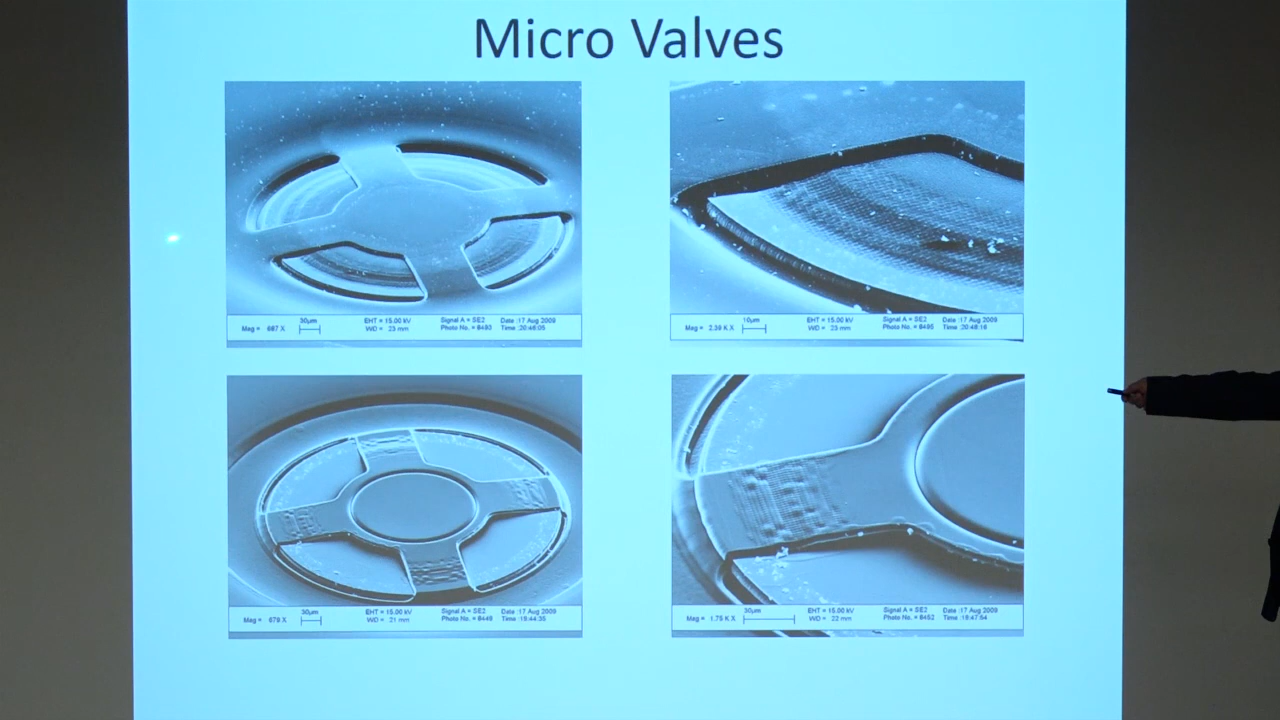 Micro Valves
Mag = 687 X 30µm EHT = 15.00 kV WD = 23 mm Signal A = SE2 Photo No. = 8493 Date :17 Aug 2009 Time :20:46:05
Mag = 2.39 K X 10µm EHT = 15.00 kV WD = 23 mm Signal A = SE2 Photo No. = 8495 Date :17 Aug 2009 Time :20:48:16
Mag = 679 X 30µm EHT = 15.00 kV WD = 21 mm Signal A = SE2 Photo No. = 8448 Date :17 Aug 2009 Time :19:44:35
Mag = 1.75 K X 30µm EHT = 15.00 kV WD = 22 mm Signal A = SE2 Photo No. = 8452 Date :17 Aug 2009 Time :19:47:54